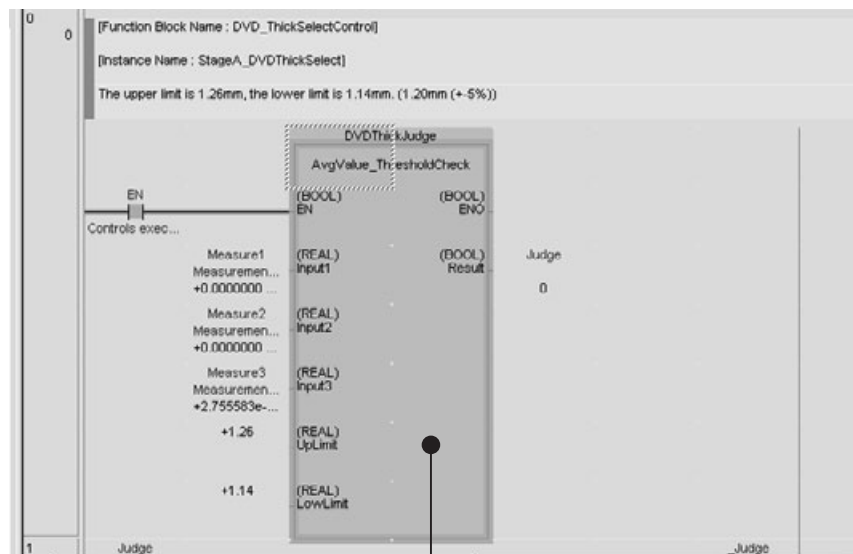 0
0
[Function Block Name : DVD_ThickSelectControl]
[Instance Name : StageA_DVDThickSelect]
The upper limit is 1.26mm, the lower limit is 1.14mm. (1.20mm (+-5%))
DVDThickJudge
AvgValue_ThresholdCheck
EN
(BOOL)
EN
(BOOL)
ENO
Controls exec...
Measure1
Measuremen...
+0.0000000 ...
(REAL)
Input1
(BOOL)
Result
Judge
0
Measure2
Measuremen...
+0.0000000 ...
(REAL)
Input2
Measure3
Measuremen...
+2.755583e-...
(REAL)
Input3
+1.26
(REAL)
UpLimit
+1.14
(REAL)
LowLimit
1
Judge
_Judge